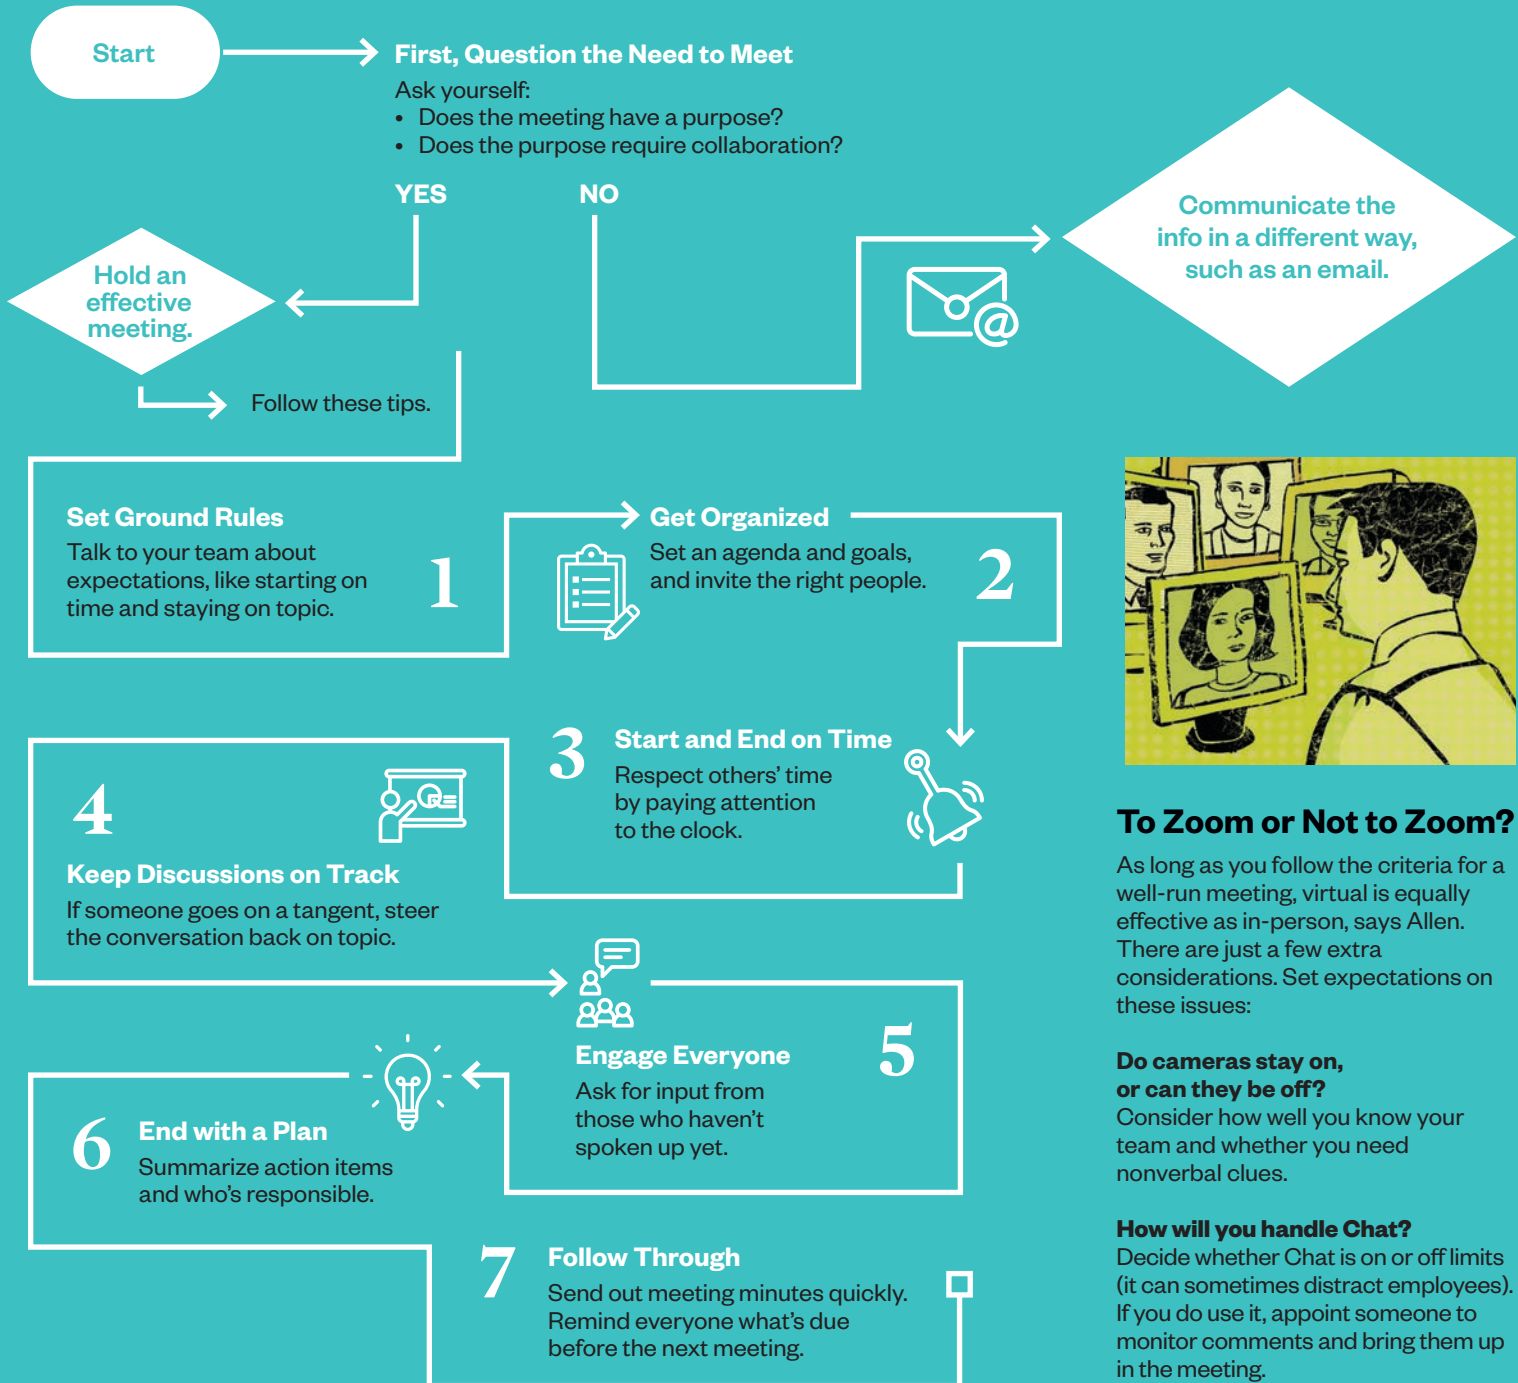 Start
First, Question the Need to Meet
Ask yourself:
• Does the meeting have a purpose?
• Does the purpose require collaboration?
YES
NO
Communicate the
info in a different way,
such as an email.
@
Hold an
effective
meeting.
Follow these tips.
Set Ground Rules
Talk to your team about
expectations, like starting on
time and staying on topic.
1
Get Organized
Set an agenda and goals,
and invite the right people.
2
3
Start and End on Time
Respect others’ time
by paying attention
to the clock.
4
Keep Discussions on Track
If someone goes on a tangent, steer
the conversation back on topic.
Engage Everyone
Ask for input from
those who haven’t
spoken up yet.
5
6
End with a Plan
Summarize action items
and who’s responsible.
7
Follow Through
Send out meeting minutes quickly.
Remind everyone what’s due
before the next meeting.
To Zoom or Not to Zoom?
As long as you follow the criteria for a
well-run meeting, virtual is equally
effective as in-person, says Allen.
There are just a few extra
considerations. Set expectations on
these issues:
Do cameras stay on,
or can they be off?
Consider how well you know your
team and whether you need
nonverbal clues.
How will you handle Chat?
Decide whether Chat is on or off limits
(it can sometimes distract employees).
If you do use it, appoint someone to
monitor comments and bring them up
in the meeting.